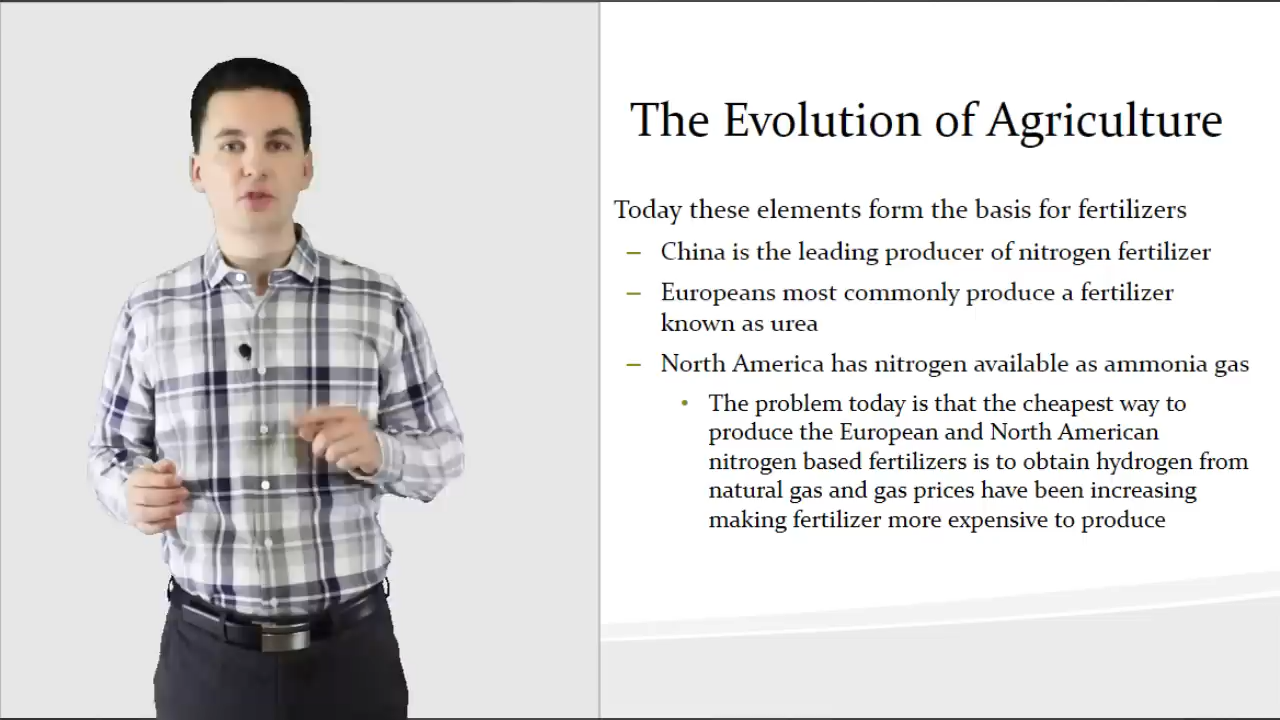 The Evolution of Agriculture
Today these elements form the basis for fertilizers
– China is the leading producer of nitrogen fertilizer
– Europeans most commonly produce a fertilizer
known as urea
– North America has nitrogen available as ammonia gas
• The problem today is that the cheapest way to
produce the European and North American
nitrogen based fertilizers is to obtain hydrogen from
natural gas and gas prices have been increasing
making fertilizer more expensive to produce